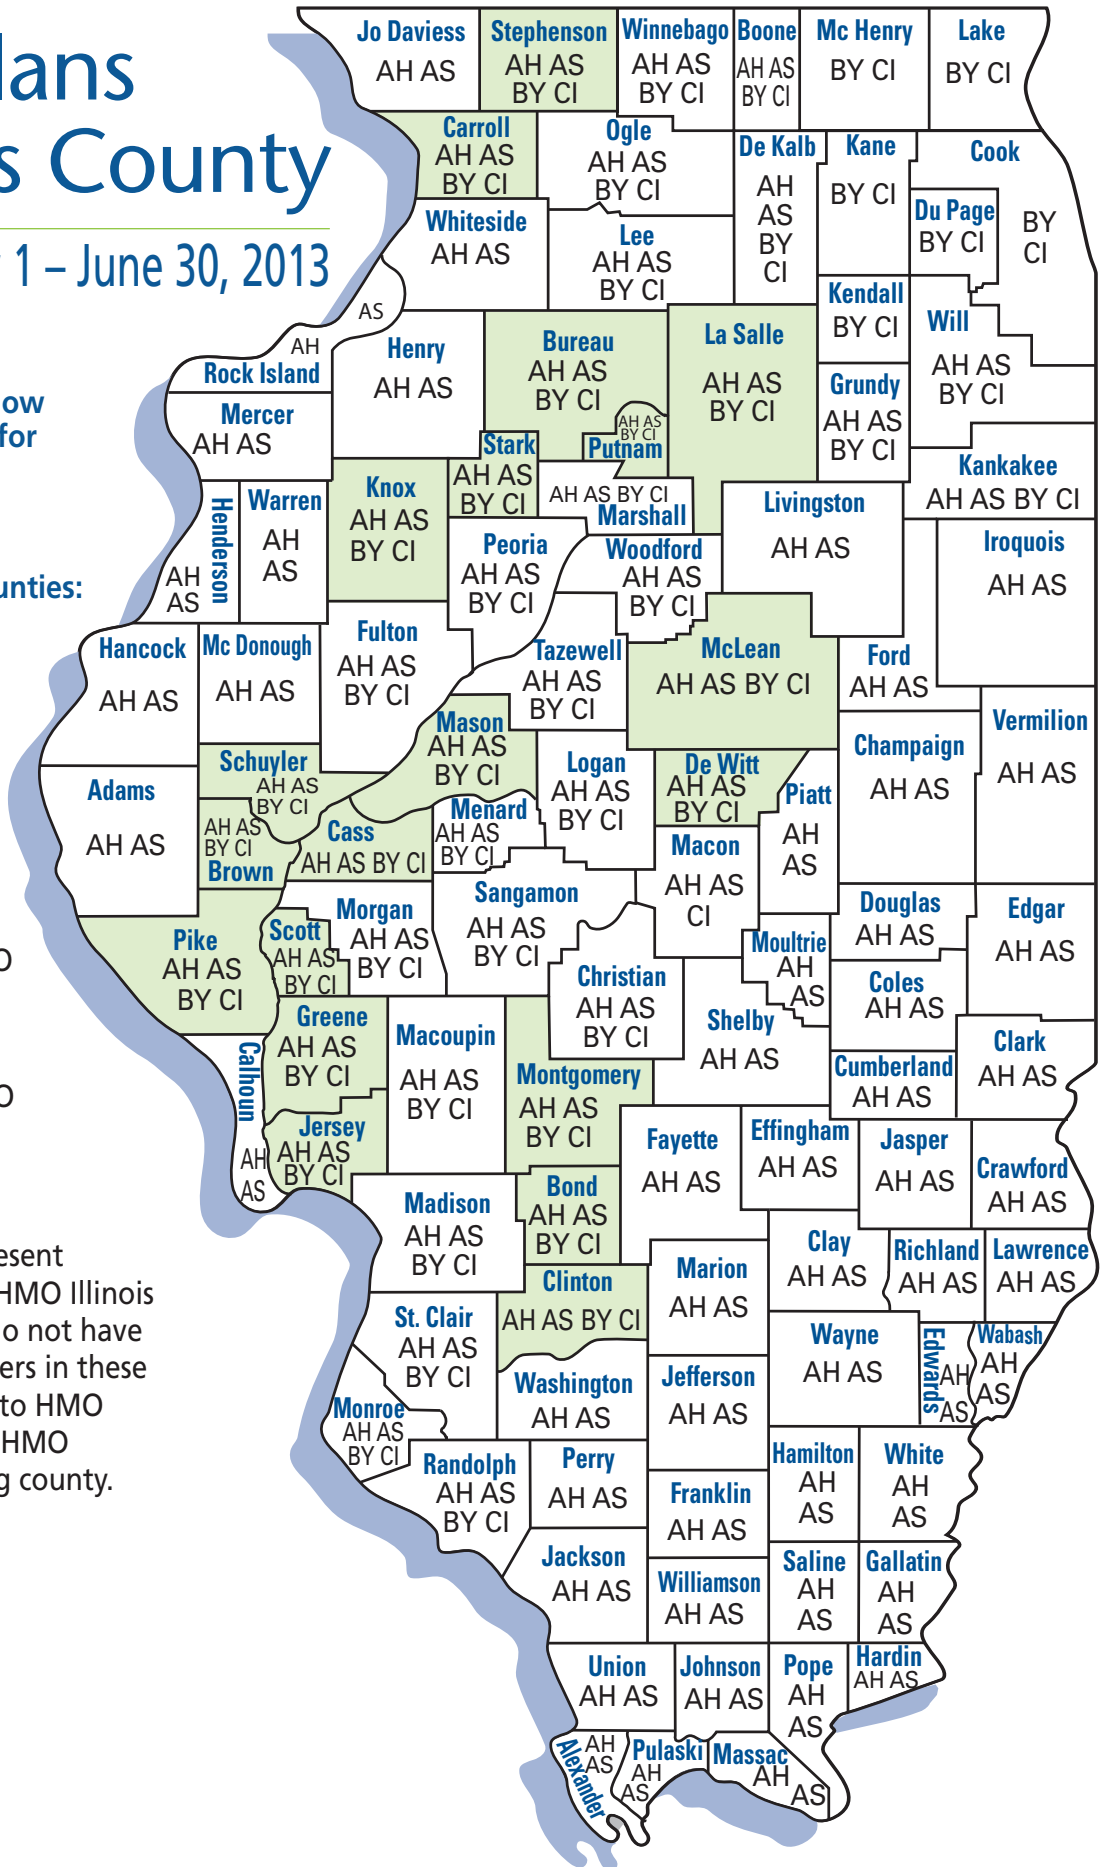 lans
s County
1 – June 30, 2013
ow
for
unties:
O
O
esent
HMO Illinois
o not have
ers in these
to HMO
HMO
g county.
Jo Daviess
AH AS
Stephenson
AH AS
BY CI
Winnebago
AH AS
BY CI
Boone
AH AS
BY CI
Mc Henry
BY CI
Lake
BY CI
Carroll
AH AS
BY CI
Ogle
AH AS
BY CI
De Kalb
AH
AS
BY
CI
Kane
BY CI
Cook
BY
CI
Du Page
BY CI
Whiteside
AH AS
Lee
AH AS
BY CI
Kendall
BY CI
Will
AH AS
BY CI
AS
AH
Rock Island
Henry
AH AS
Bureau
AH AS
BY CI
La Salle
AH AS
BY CI
Grundy
AH AS
BY CI
Mercer
AH AS
AH AS
BY CI
Putnam
Stark
AH AS
BY CI
Kankakee
AH AS BY CI
Henderson
AH
AS
Warren
AH
AS
Knox
AH AS
BY CI
AH AS BY CI
Marshall
Livingston
AH AS
Iroquois
AH AS
Peoria
AH AS
BY CI
Woodford
AH AS
BY CI
Hancock
AH AS
Mc Donough
AH AS
Fulton
AH AS
BY CI
Tazewell
AH AS
BY CI
McLean
AH AS BY CI
Ford
AH AS
Vermilion
AH AS
Mason
AH AS
BY CI
Champaign
AH AS
Schuyler
AH AS
BY CI
Adams
AH AS
Logan
AH AS
BY CI
De Witt
AH AS
BY CI
Piatt
AH
AS
AH AS
BY CI
Brown
Cass
AH AS BY CI
Menard
AH AS
BY CI
Macon
AH AS
CI
Sangamon
AH AS
BY CI
Morgan
AH AS
BY CI
Douglas
AH AS
Edgar
AH AS
Pike
AH AS
BY CI
Scott
AH AS
BY CI
Moultrie
AH
AS
Christian
AH AS
BY CI
Coles
AH AS
Greene
AH AS
BY CI
Macoupin
AH AS
BY CI
Shelby
AH AS
Clark
AH AS
Calhoun
AH
AS
Montgomery
AH AS
BY CI
Cumberland
AH AS
Jersey
AH AS
BY CI
Fayette
AH AS
Effingham
AH AS
Jasper
AH AS
Crawford
AH AS
Madison
AH AS
BY CI
Bond
AH AS
BY CI
Clay
AH AS
Richland
AH AS
Lawrence
AH AS
Marion
AH AS
Clinton
AH AS BY CI
St. Clair
AH AS
BY CI
Wayne
AH AS
Edwards
AH
AS
Wabash
AH
AS
Washington
AH AS
Jefferson
AH AS
Monroe
AH AS
BY CI
Randolph
AH AS
BY CI
Perry
AH AS
Hamilton
AH
AS
White
AH
AS
Franklin
AH AS
Jackson
AH AS
Williamson
AH AS
Saline
AH
AS
Gallatin
AH
AS
Union
AH AS
Johnson
AH AS
Pope
AH
AS
Hardin
AH AS
Alexander
AH
AS
Pulaski
AH
AS
Massac
AH
AS